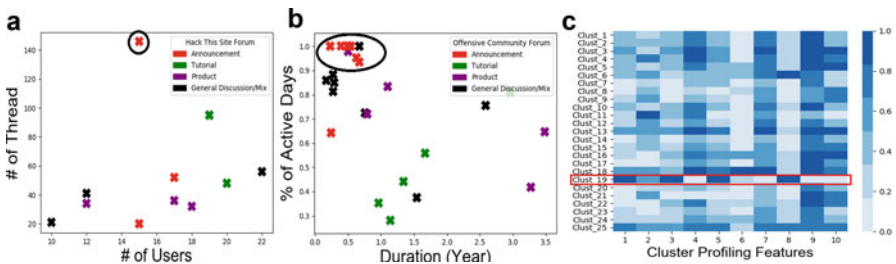 a
Hack This Site Forum
Announcement
Tutorial
Product
General Discussion/Mix
# of Thread
140
120
100
80
60
40
20
10 12 14 16 18 20 22
# of Users
b
Offensive Community Forum
Announcement
Tutorial
Product
General Discussion/Mix
% of Active Days
1.0
0.9
0.8
0.7
0.6
0.5
0.4
0.3
0.0 0.5 1.0 1.5 2.0 2.5 3.0 3.5
Duration (Year)
c
Clust_1
Clust_2
Clust_3
Clust_4
Clust_5
Clust_6
Clust_7
Clust_8
Clust_9
Clust_10
Clust_11
Clust_12
Clust_13
Clust_14
Clust_15
Clust_16
Clust_17
Clust_18
Clust_19
Clust_20
Clust_21
Clust_22
Clust_23
Clust_24
Clust_25
1 2 3 4 5 6 7 8 9 10
Cluster Profiling Features
1.0
0.8
0.6
0.4
0.2
0.0